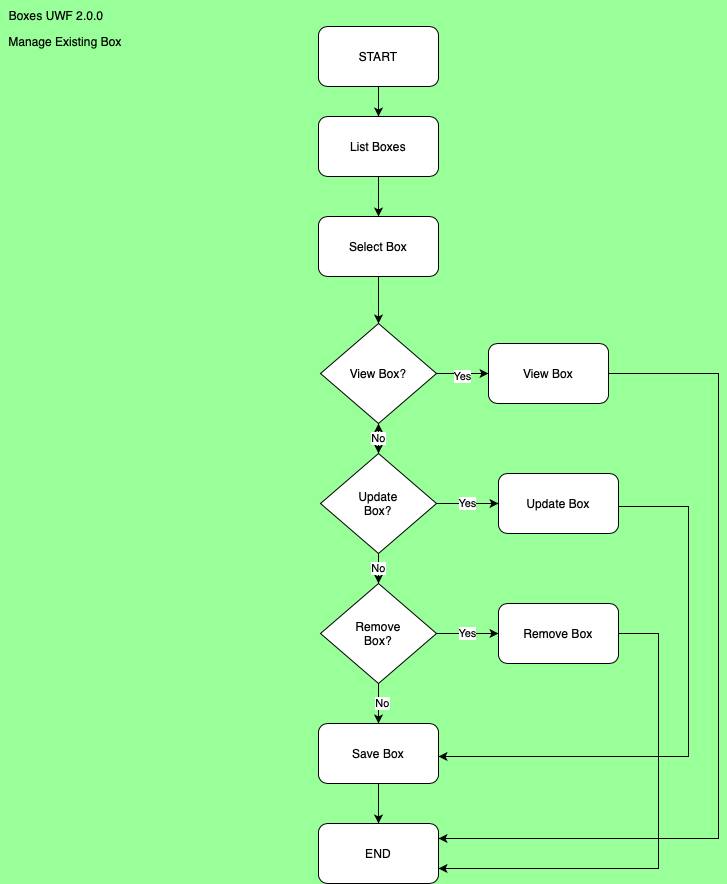 Boxes UWF 2.0.0
Manage Existing Box
START
List Boxes
Select Box
View Box?
Yes
View Box
No
Update
Box?
Yes
Update Box
No
Remove
Box?
Yes
Remove Box
No
Save Box
END